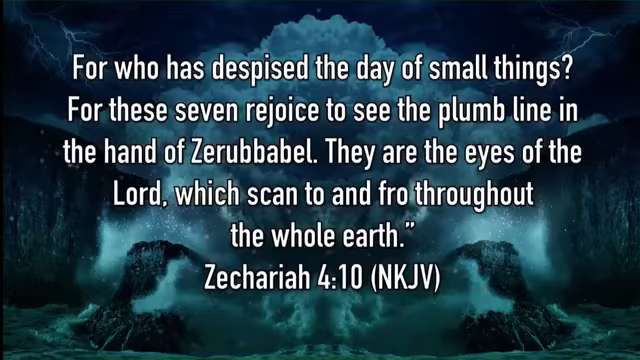 For who has despised the day of small things?
For these seven rejoice to see the plumb line in
the hand of Zerubbabel. They are the eyes of the
Lord, which scan to and fro throughout
the whole earth.”
Zechariah 4:10 (NKJV)